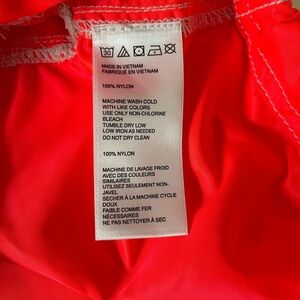 30
MADE IN VIETNAM
FABRIQUÉ EN VIETNAM
100% NYLON
MACHINE WASH COLD
WITH LIKE COLORS
USE ONLY NON-CHLORINE
BLEACH
TUMBLE DRY LOW
LOW IRON AS NEEDED
DO NOT DRY CLEAN
100% NYLON
MACHINE DE LAVAGE FROID
AVEC DES COULEURS
SIMILAIRES
UTILISEZ SEULEMENT NON-
JAVEL
SECHER À LA MACHINE CYCLE
DOUX
FAIBLE COMME FER
NÉCESSAIRES
NE PAS NETTOYER À SEC